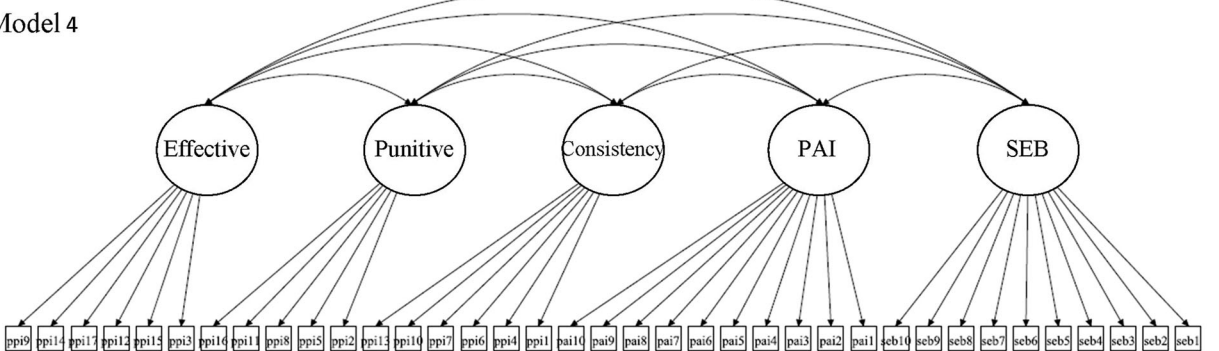 Model 4
Effective Punitive Consistency PAI SEB
ppi9 ppi14 ppi17 ppi12 ppi15 ppi3 ppi16 ppi11 ppi8 ppi5 ppi2 ppi13 ppi10 ppi7 ppi6 ppi4 ppi1 pai10 pai9 pai8 pai7 pai6 pai5 pai4 pai3 pai2 pai1 seb10 seb9 seb8 seb7 seb6 seb5 seb4 seb3 seb2 seb1